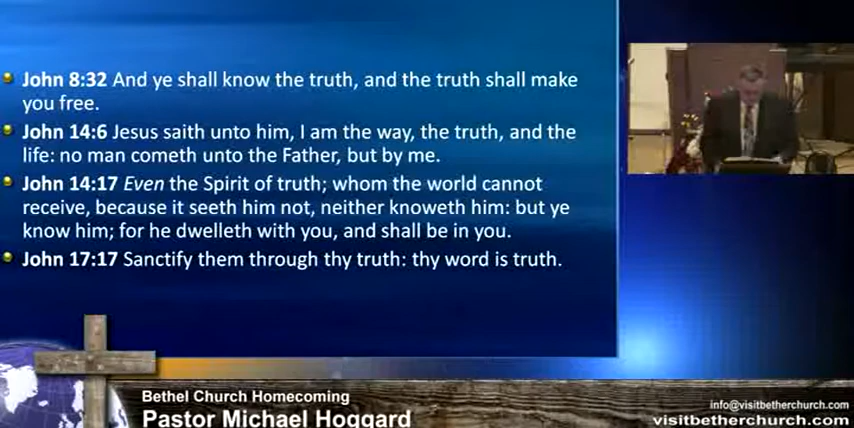 John 8:32 And ye shall know the truth, and the truth shall make
you free.
John 14:6 Jesus saith unto him, I am the way, the truth, and the
life: no man cometh unto the Father, but by me.
John 14:17 Even the Spirit of truth; whom the world cannot
receive, because it seeth him not, neither knoweth him: but ye
know him; for he dwelleth with you, and shall be in you.
John 17:17 Sanctify them through thy truth: thy word is truth.
Bethel Church Homecoming
Pastor Michael Hoggard
info@visitbetherchurch.com
visitbetherchurch.com